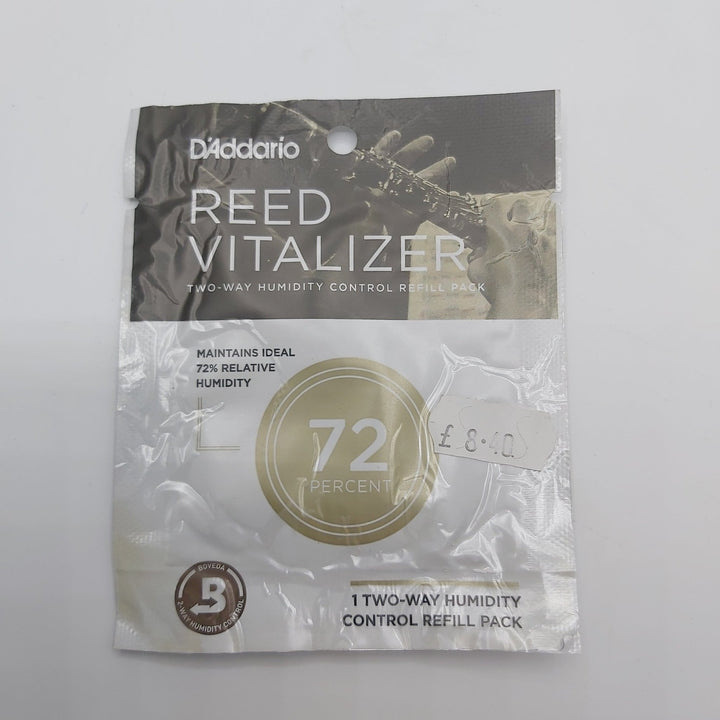 D'Addario
REED
VITALIZER
TWO-WAY HUMIDITY CONTROL REFILL PACK
MAINTAINS IDEAL
72% RELATIVE
HUMIDITY
72
PERCENT
£ 8.40
BOVEDA
B
2-WAY HUMIDITY CONTROL
1 TWO-WAY HUMIDITY
CONTROL REFILL PACK